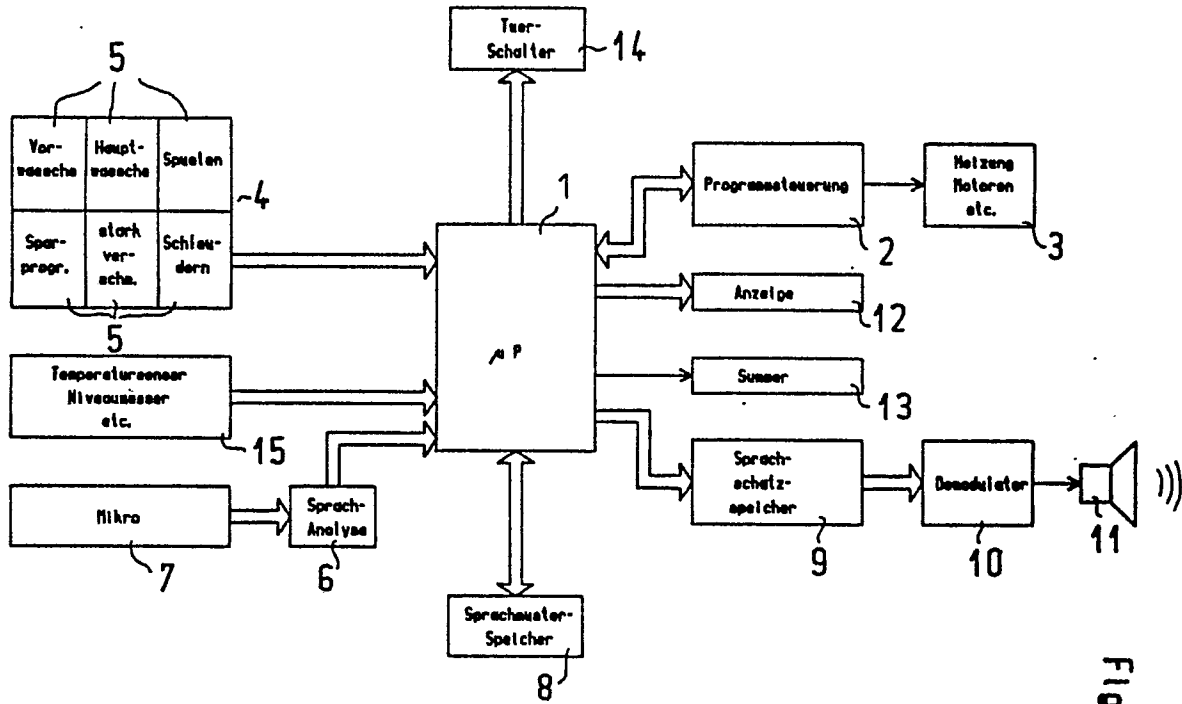 Tuer-
Schalter
14
5
Vor-
waesche
Haupt-
waesche
Spuelen
4
Spar-
progr.
stark
ver-
schm.
Schleu-
dern
5
1
µP
Programmsteuerung
2
Heizung
Motoren
etc.
3
Anzeige
12
Summer
13
Temperatursensor
Niveaumesser
etc.
15
Mikro
7
Sprach-
Analyse
6
Sprach-
schatz-
speicher
9
Demodulator
10
11
Sprachmuster-
Speicher
8
Fig